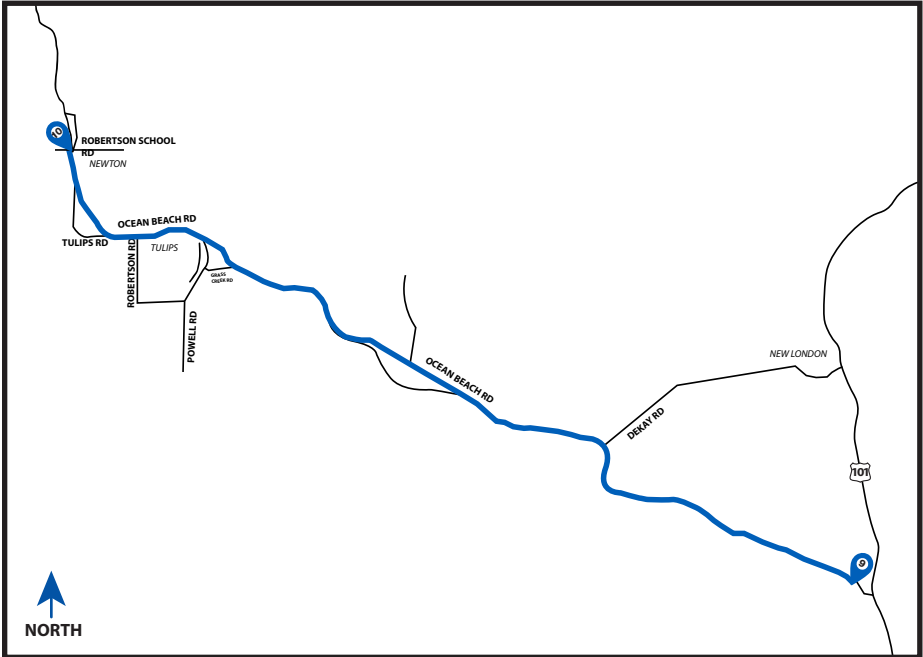 10
ROBERTSON SCHOOL
RD
NEWTON
OCEAN BEACH RD
TULIPS RD
TULIPS
ROBERTSON RD
GRASS
CREEK RD
POWELL RD
NEW LONDON
OCEAN BEACH RD
DEKAY RD
101
9
NORTH